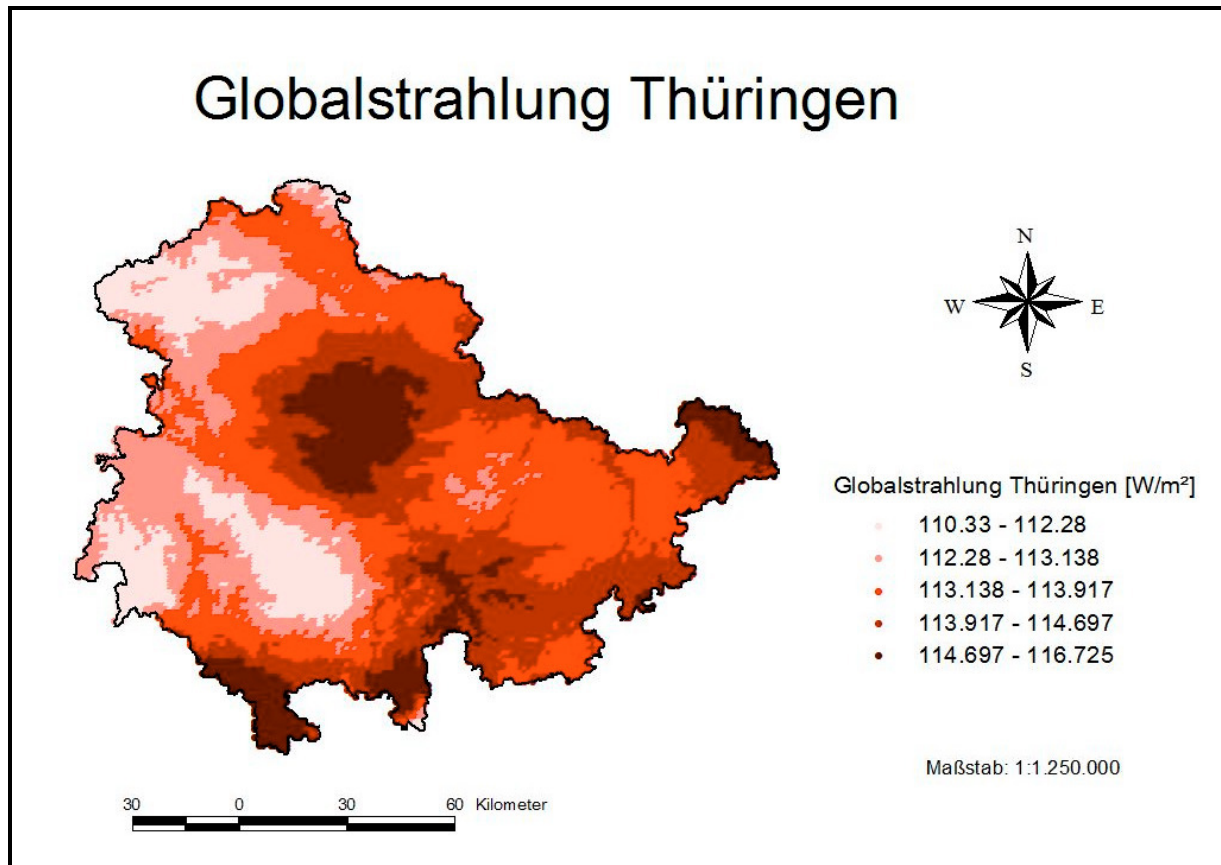 Globalstrahlung Thüringen
N
W E
S
Globalstrahlung Thüringen [W/m²]
110.33 - 112.28
112.28 - 113.138
113.138 - 113.917
113.917 - 114.697
114.697 - 116.725
Maßstab: 1:1.250.000
30 0 30 60 Kilometer